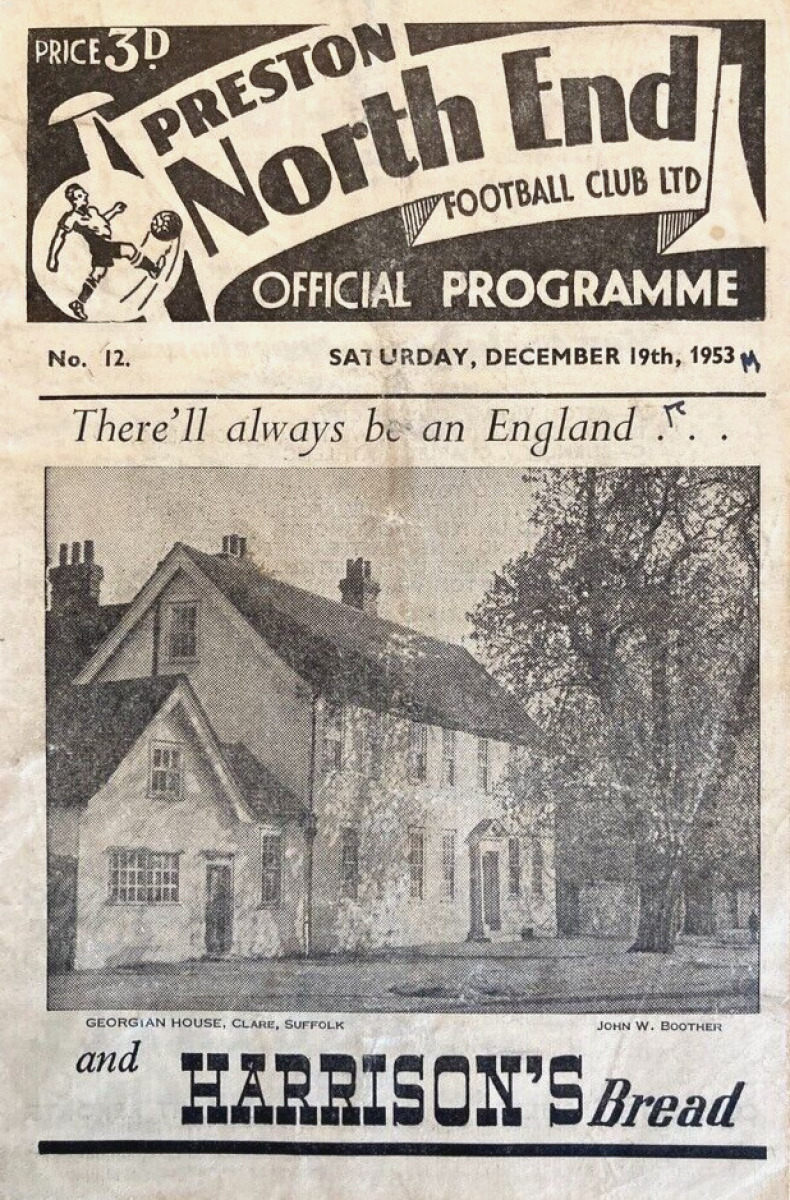 PRICE 3D
PRESTON
North End
FOOTBALL CLUB LTD
OFFICIAL PROGRAMME
No. 12.
SATURDAY, DECEMBER 19th, 1953 M
There'll always be an England . . .
GEORGIAN HOUSE, CLARE, SUFFOLK
JOHN W. BOOTHER
and
HARRISON'S Bread